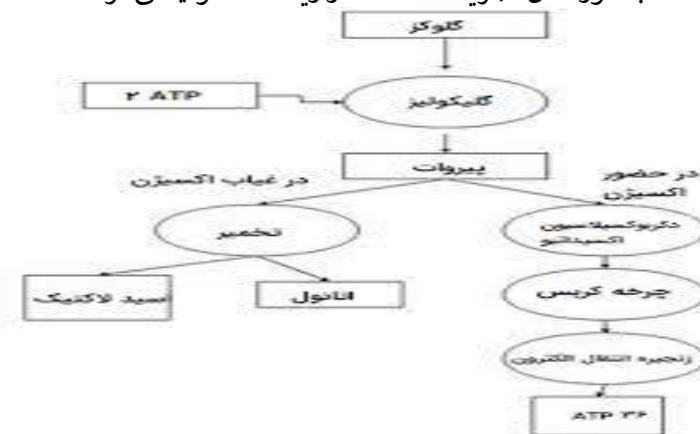 گلوکز
۲ ATP
گلیکولیز
پیروات
در غیاب اکسیژن
در حضور
اکسیژن
تخمیر
دکربوکسیلاسیون
اکسیداتیو
اسید لاکتیک
اتانول
چرخه کربس
زنجیره انتقال الکترون
ATP ۳۶